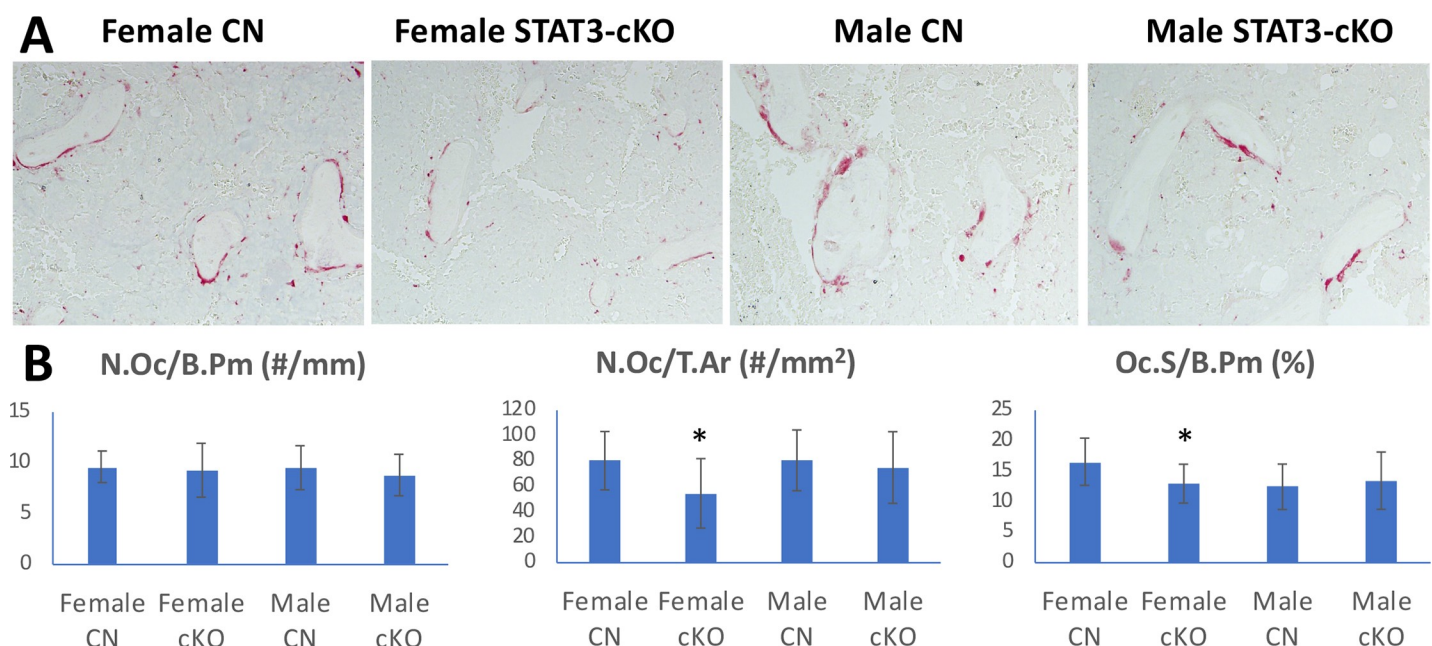 A
Female CN
Female STAT3-cKO
Male CN
Male STAT3-cKO
B
N.Oc/B.Pm (#/mm)
15
10
5
0
Female CN
Female cKO
Male CN
Male cKO
N.Oc/T.Ar (#/mm²)
120
100
80
60
40
20
0
*
Female CN
Female cKO
Male CN
Male cKO
Oc.S/B.Pm (%)
25
20
15
10
5
0
*
Female CN
Female cKO
Male CN
Male cKO